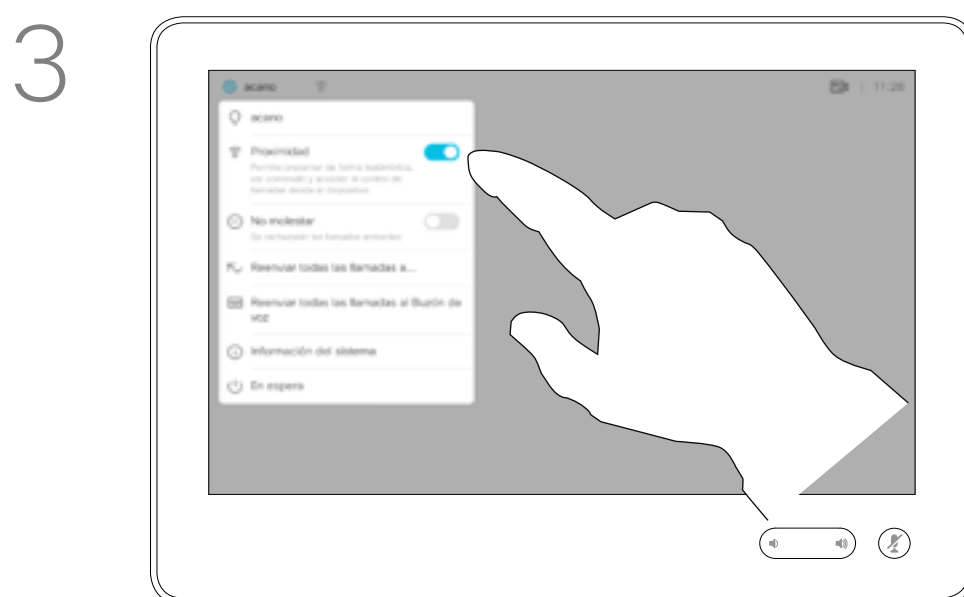 3
acano
11:28
acano
Proximidad
Permite presentar de forma inalámbrica,
ver contenido y acceder al control de
llamadas desde el dispositivo
No molestar
Se rechazarán las llamadas entrantes
Reenviar todas las llamadas a...
Reenviar todas las llamadas al Buzón de
voz
Información del sistema
En espera